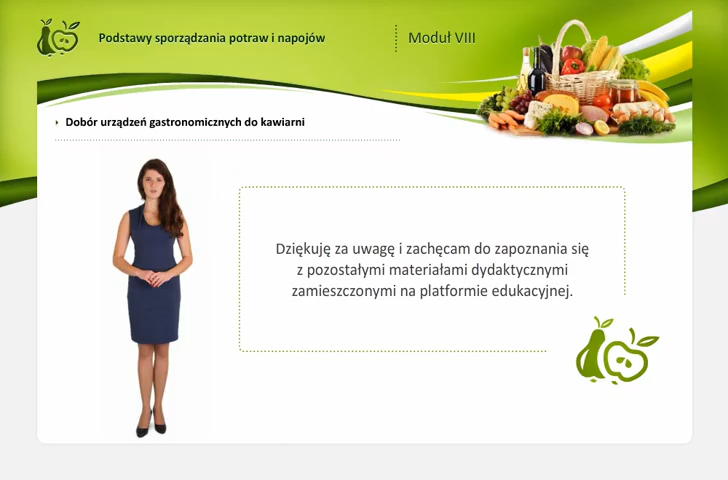 Podstawy sporządzania potraw i napojów
Moduł VIII
Dobór urządzeń gastronomicznych do kawiarni
Dziękuję za uwagę i zachęcam do zapoznania się
z pozostałymi materiałami dydaktycznymi
zamieszczonymi na platformie edukacyjnej.